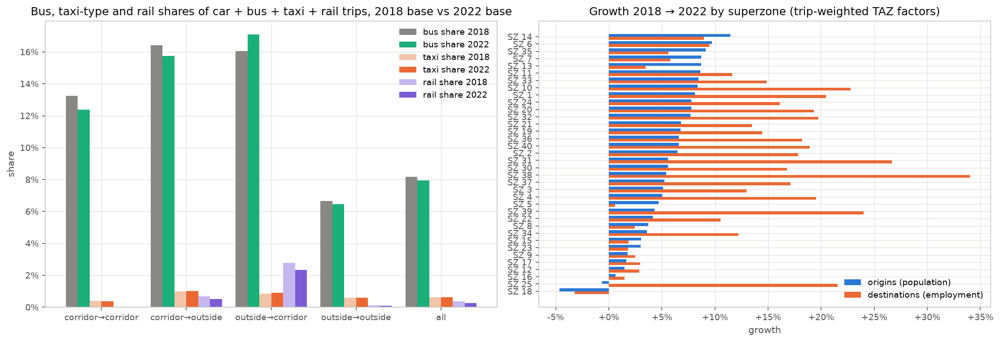 Bus, taxi-type and rail shares of car + bus + taxi + rail trips, 2018 base vs 2022 base
share
16%
14%
12%
10%
8%
6%
4%
2%
0%
bus share 2018
bus share 2022
taxi share 2018
taxi share 2022
rail share 2018
rail share 2022
corridor→corridor
corridor→outside
outside→corridor
outside→outside
all
Growth 2018 → 2022 by superzone (trip-weighted TAZ factors)
SZ 14
SZ 6
SZ 35
SZ 7
SZ 13
SZ 11
SZ 33
SZ 10
SZ 1
SZ 24
SZ 20
SZ 32
SZ 21
SZ 19
SZ 36
SZ 40
SZ 2
SZ 31
SZ 30
SZ 38
SZ 37
SZ 3
SZ 4
SZ 5
SZ 39
SZ 22
SZ 8
SZ 34
SZ 15
SZ 23
SZ 9
SZ 17
SZ 12
SZ 16
SZ 25
SZ 18
origins (population)
destinations (employment)
-5%
+0%
+5%
+10%
+15%
+20%
+25%
+30%
+35%
growth